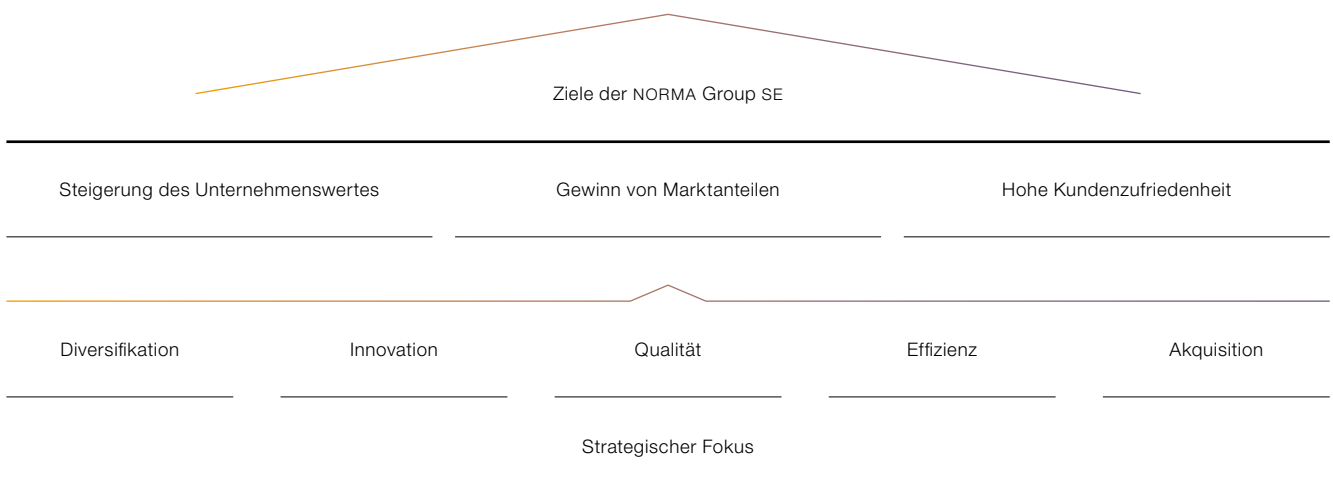 Ziele der NORMA Group SE
Steigerung des Unternehmenswertes
Gewinn von Marktanteilen
Hohe Kundenzufriedenheit
Diversifikation
Innovation
Qualität
Effizienz
Akquisition
Strategischer Fokus